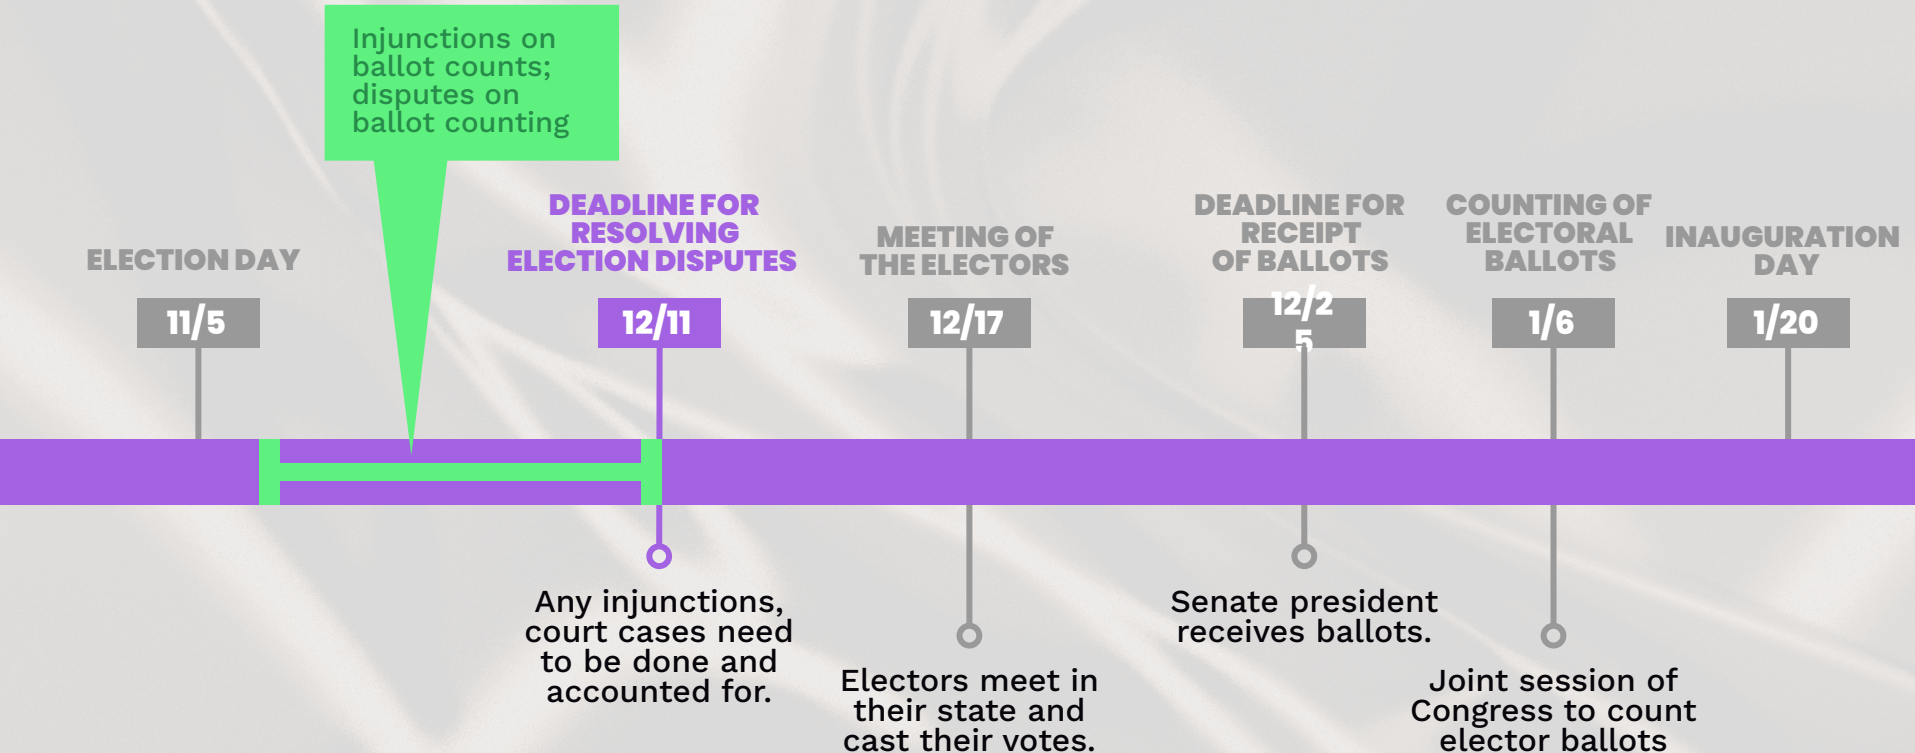 Injunctions on
ballot counts;
disputes on
ballot counting
ELECTION DAY
11/5
DEADLINE FOR
RESOLVING
ELECTION DISPUTES
12/11
MEETING OF
THE ELECTORS
12/17
DEADLINE FOR
RECEIPT
OF BALLOTS
12/2
5
COUNTING OF
ELECTORAL
BALLOTS
1/6
INAUGURATION
DAY
1/20
Any injunctions,
court cases need
to be done and
accounted for.
Electors meet in
their state and
cast their votes.
Senate president
receives ballots.
Joint session of
Congress to count
elector ballots